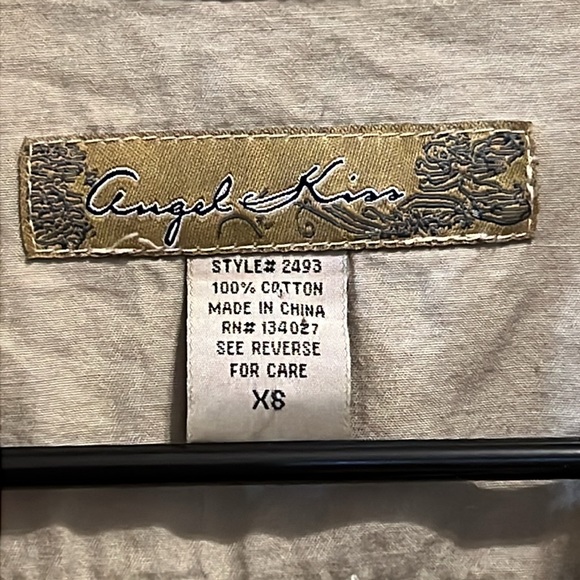 Angel Kiss
STYLE# 2493
100% COTTON
MADE IN CHINA
RN# 134027
SEE REVERSE
FOR CARE
XS